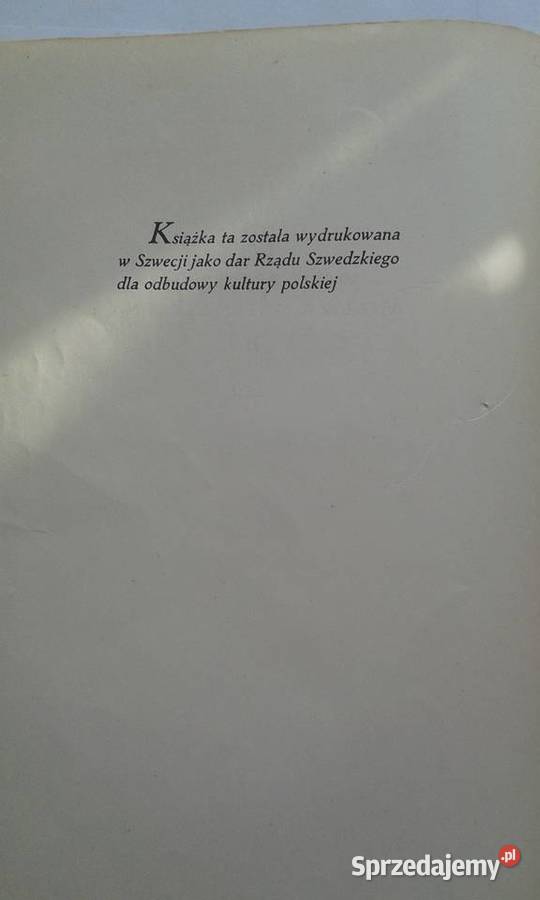 Książka ta została wydrukowana
w Szwecji jako dar Rządu Szwedzkiego
dla odbudowy kultury polskiej
Sprzedajemy.pl